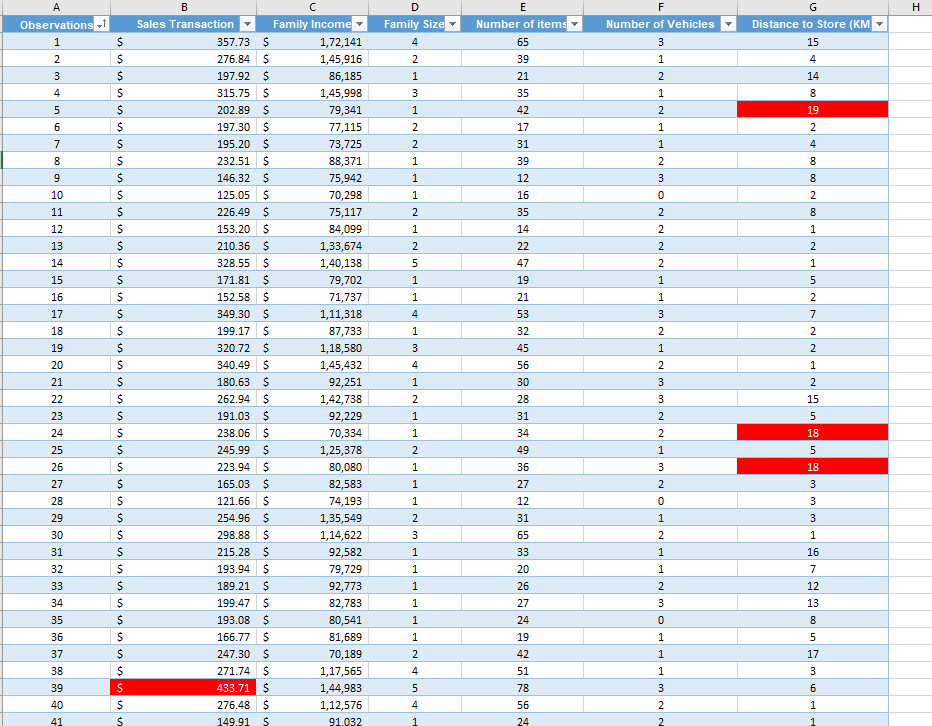 A B C D E F G H
Observations Sales Transaction Family Income Family Size Number of items Number of Vehicles Distance to Store (KM
1 $ 357.73 $ 1,72,141 4 65 3 15
2 $ 276.84 $ 1,45,916 2 39 1 4
3 $ 197.92 $ 86,185 1 21 2 14
4 $ 315.75 $ 1,45,998 3 35 1 8
5 $ 202.89 $ 79,341 1 42 2 19
6 $ 197.30 $ 77,115 2 17 1 2
7 $ 195.20 $ 73,725 2 31 1 4
8 $ 232.51 $ 88,371 1 39 2 8
9 $ 146.32 $ 75,942 1 12 3 8
10 $ 125.05 $ 70,298 1 16 0 2
11 $ 226.49 $ 75,117 2 35 2 8
12 $ 153.20 $ 84,099 1 14 2 1
13 $ 210.36 $ 1,33,674 2 22 2 2
14 $ 328.55 $ 1,40,138 5 47 2 1
15 $ 171.81 $ 79,702 1 19 1 5
16 $ 152.58 $ 71,737 1 21 1 2
17 $ 349.30 $ 1,11,318 4 53 3 7
18 $ 199.17 $ 87,733 1 32 2 2
19 $ 320.72 $ 1,18,580 3 45 1 2
20 $ 340.49 $ 1,45,432 4 56 2 1
21 $ 180.63 $ 92,251 1 30 3 2
22 $ 262.94 $ 1,42,738 2 28 3 15
23 $ 191.03 $ 92,229 1 31 2 5
24 $ 238.06 $ 70,334 1 34 2 18
25 $ 245.99 $ 1,25,378 2 49 1 5
26 $ 223.94 $ 80,080 1 36 3 18
27 $ 165.03 $ 82,583 1 27 2 3
28 $ 121.66 $ 74,193 1 12 0 3
29 $ 254.96 $ 1,35,549 2 31 1 3
30 $ 298.88 $ 1,14,622 3 65 2 1
31 $ 215.28 $ 92,582 1 33 1 16
32 $ 193.94 $ 79,729 1 20 1 7
33 $ 189.21 $ 92,773 1 26 2 12
34 $ 199.47 $ 82,783 1 27 3 13
35 $ 193.08 $ 80,541 1 24 0 8
36 $ 166.77 $ 81,689 1 19 1 5
37 $ 247.30 $ 70,189 2 42 1 17
38 $ 271.74 $ 1,17,565 4 51 1 3
39 $ 433.71 $ 1,44,983 5 78 3 6
40 $ 276.48 $ 1,12,576 4 56 2 1
41 $ 149.91 $ 91,032 1 24 2 1